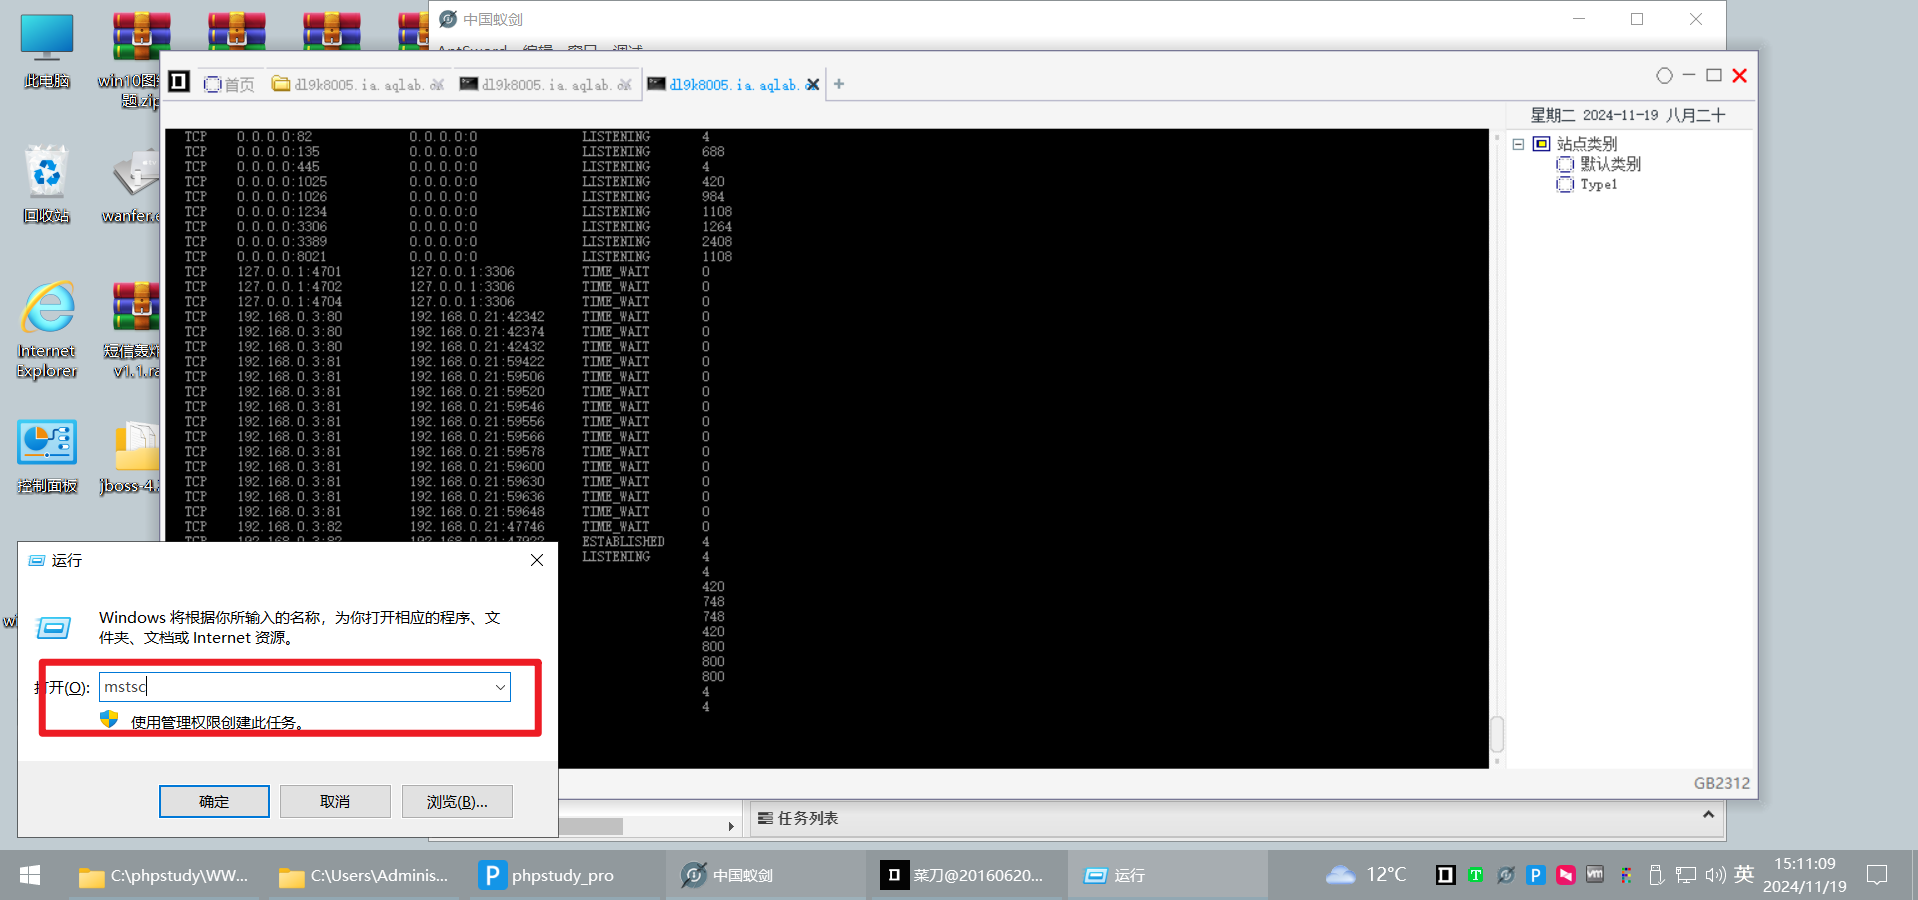 中国蚁剑
AntSword 编辑 窗口 调试
首页
dl9k8005.ia.aqlab.
dl9k8005.ia.aqlab.
dl9k8005.ia.aqlab.
+
星期二 2024-11-19 八月二十
站点类别
默认类别
Type1
TCP 0.0.0.0:82 0.0.0.0:0 LISTENING 4
TCP 0.0.0.0:135 0.0.0.0:0 LISTENING 688
TCP 0.0.0.0:445 0.0.0.0:0 LISTENING 4
TCP 0.0.0.0:1025 0.0.0.0:0 LISTENING 420
TCP 0.0.0.0:1026 0.0.0.0:0 LISTENING 984
TCP 0.0.0.0:1234 0.0.0.0:0 LISTENING 1108
TCP 0.0.0.0:3306 0.0.0.0:0 LISTENING 1264
TCP 0.0.0.0:3389 0.0.0.0:0 LISTENING 2408
TCP 0.0.0.0:8021 0.0.0.0:0 LISTENING 1108
TCP 127.0.0.1:4701 127.0.0.1:3306 TIME_WAIT 0
TCP 127.0.0.1:4702 127.0.0.1:3306 TIME_WAIT 0
TCP 127.0.0.1:4704 127.0.0.1:3306 TIME_WAIT 0
TCP 192.168.0.3:80 192.168.0.21:42342 TIME_WAIT 0
TCP 192.168.0.3:80 192.168.0.21:42374 TIME_WAIT 0
TCP 192.168.0.3:80 192.168.0.21:42432 TIME_WAIT 0
TCP 192.168.0.3:81 192.168.0.21:59422 TIME_WAIT 0
TCP 192.168.0.3:81 192.168.0.21:59506 TIME_WAIT 0
TCP 192.168.0.3:81 192.168.0.21:59520 TIME_WAIT 0
TCP 192.168.0.3:81 192.168.0.21:59546 TIME_WAIT 0
TCP 192.168.0.3:81 192.168.0.21:59556 TIME_WAIT 0
TCP 192.168.0.3:81 192.168.0.21:59566 TIME_WAIT 0
TCP 192.168.0.3:81 192.168.0.21:59578 TIME_WAIT 0
TCP 192.168.0.3:81 192.168.0.21:59600 TIME_WAIT 0
TCP 192.168.0.3:81 192.168.0.21:59630 TIME_WAIT 0
TCP 192.168.0.3:81 192.168.0.21:59636 TIME_WAIT 0
TCP 192.168.0.3:81 192.168.0.21:59648 TIME_WAIT 0
TCP 192.168.0.3:82 192.168.0.21:47746 TIME_WAIT 0
TCP 192.168.0.3:82 192.168.0.21:47922 ESTABLISHED 4
LISTENING 4
4
420
748
748
420
800
800
800
4
4
GB2312
任务列表
此电脑
win10图
题.zip
回收站
wanfer.e
Internet
Explorer
短信轰炸
v1.1.ra
控制面板
jboss-4.
wi
运行
Windows 将根据你所输入的名称，为你打开相应的程序、文
件夹、文档或 Internet 资源。
打开(O): mstsc
使用管理权限创建此任务。
确定 取消 浏览(B)...
C:\phpstudy\WW...
C:\Users\Adminis...
phpstudy_pro
中国蚁剑
菜刀@20160620...
运行
12°C
英
15:11:09
2024/11/19